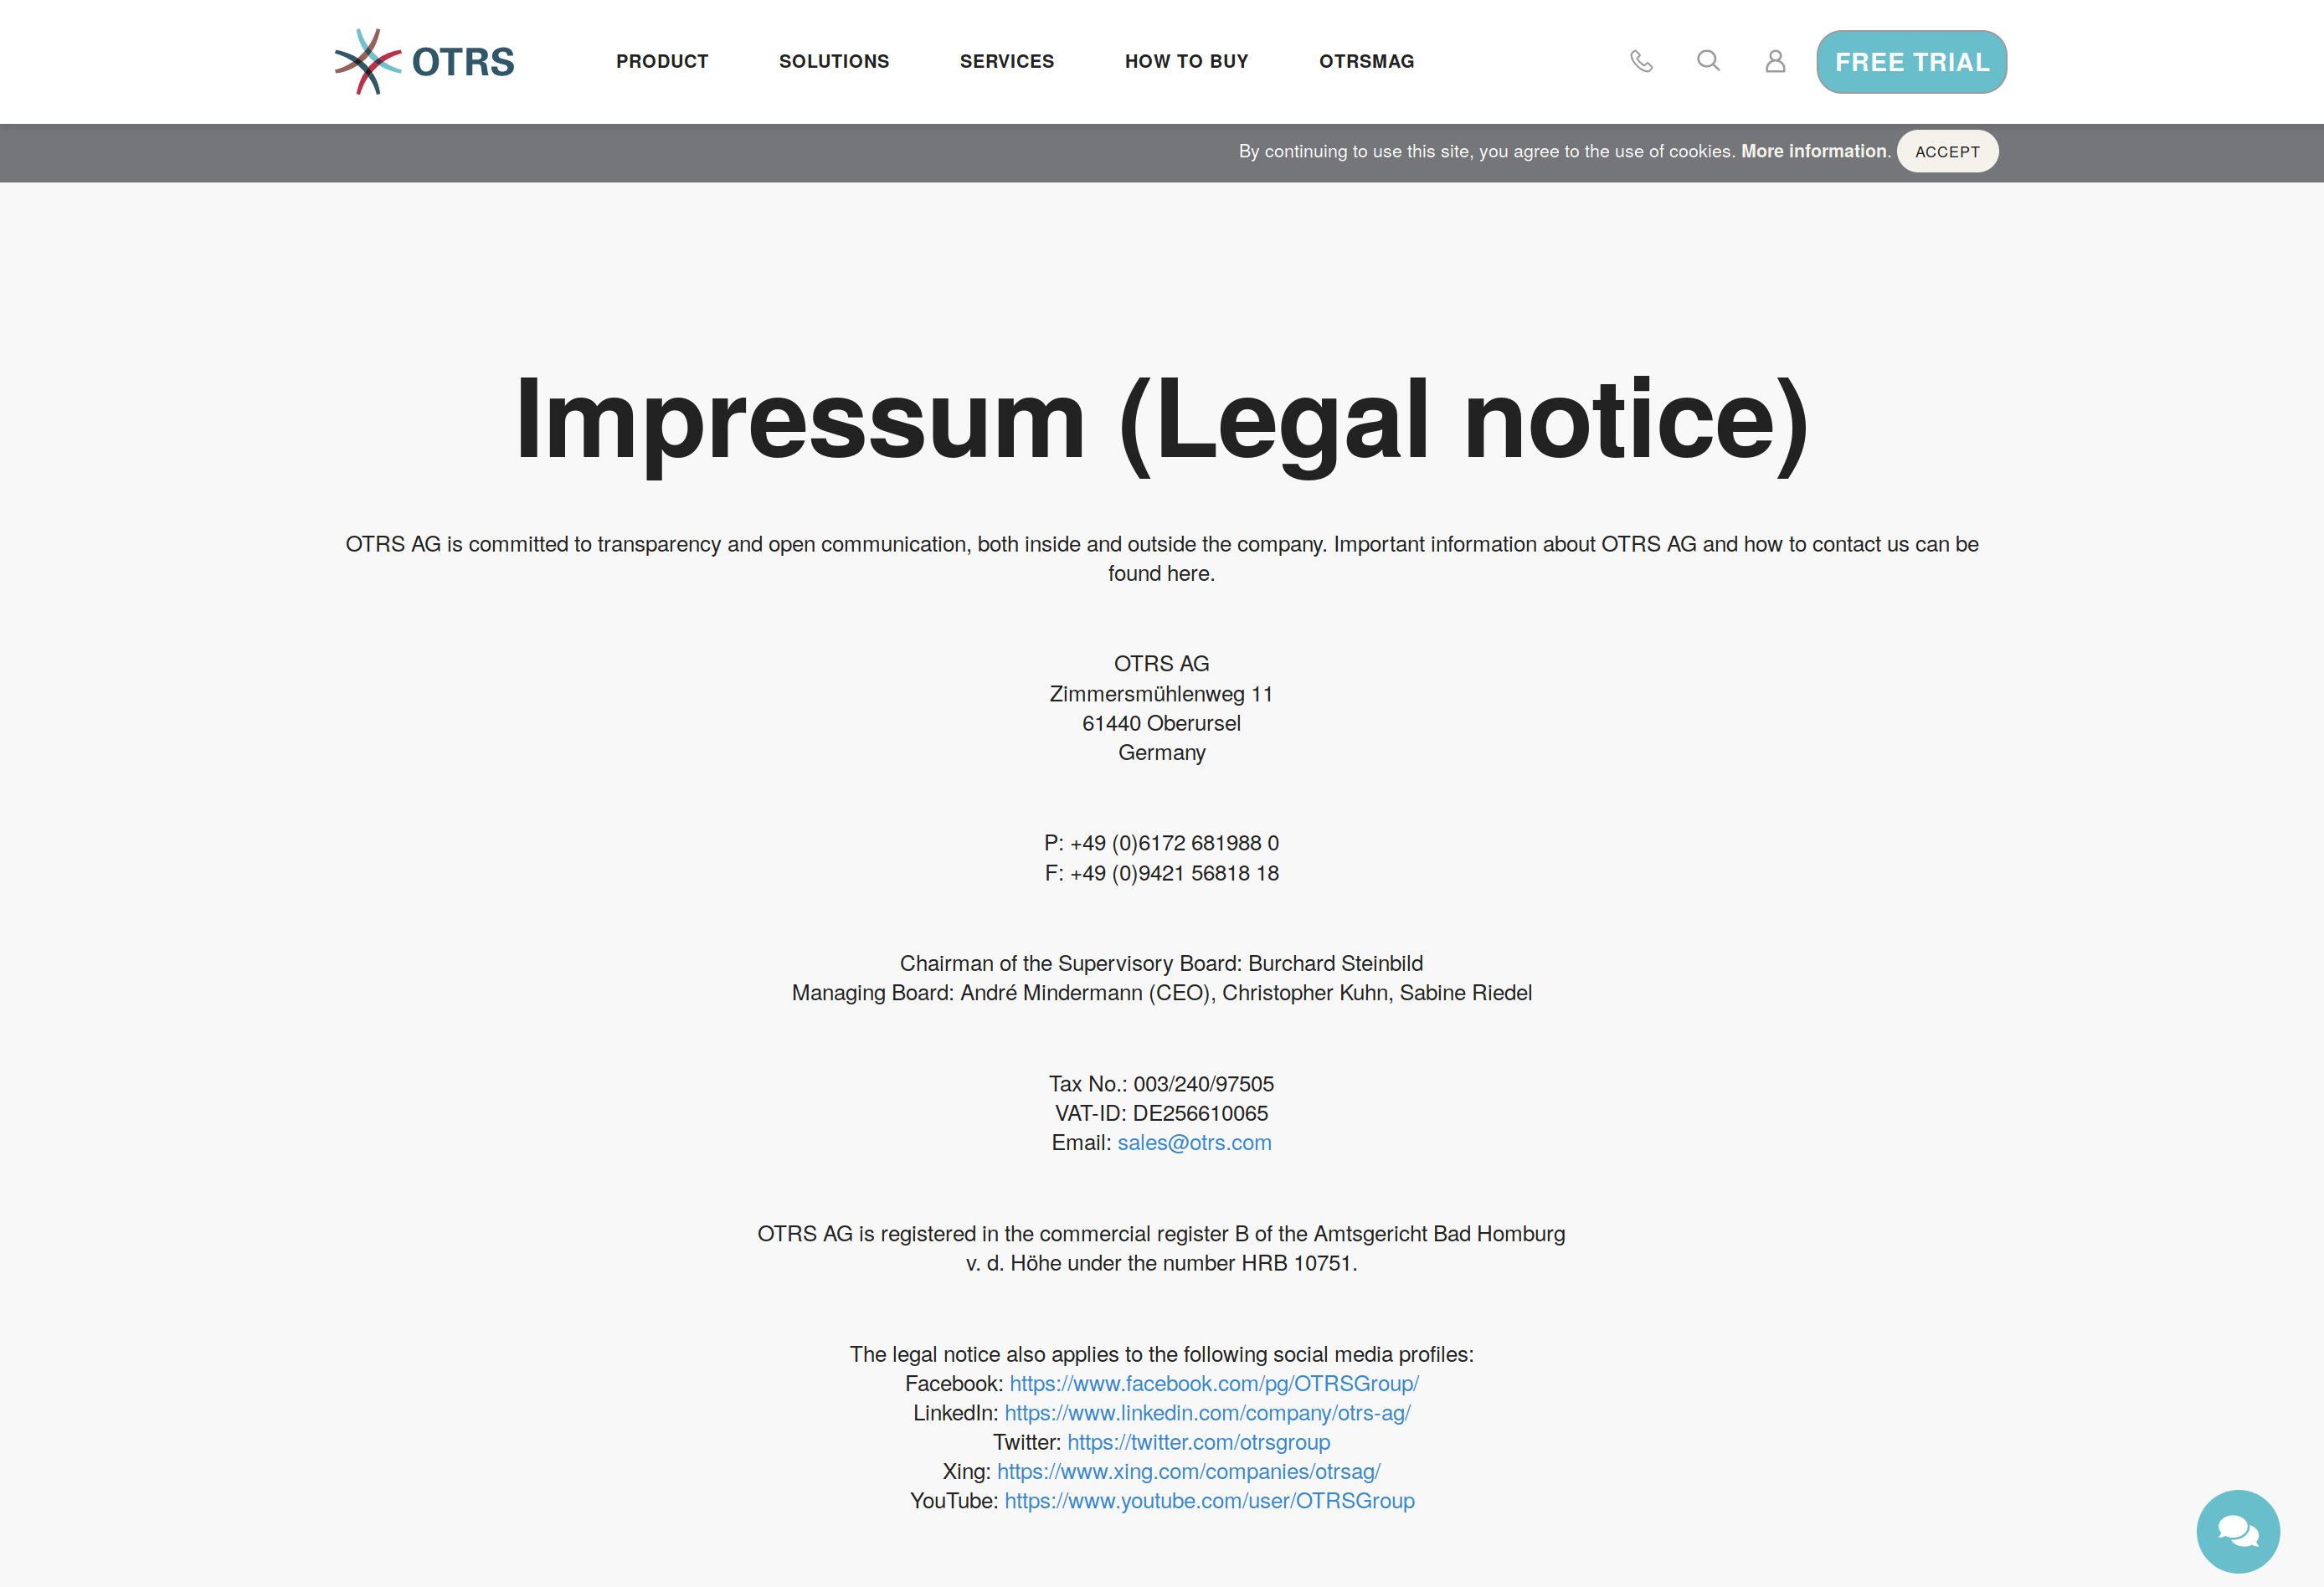 OTRS
PRODUCT
SOLUTIONS
SERVICES
HOW TO BUY
OTRSMAG
FREE TRIAL
By continuing to use this site, you agree to the use of cookies. More information. ACCEPT
Impressum (Legal notice)
OTRS AG is committed to transparency and open communication, both inside and outside the company. Important information about OTRS AG and how to contact us can be
found here.
OTRS AG
Zimmersmühlenweg 11
61440 Oberursel
Germany
P: +49 (0)6172 681988 0
F: +49 (0)9421 56818 18
Chairman of the Supervisory Board: Burchard Steinbild
Managing Board: André Mindermann (CEO), Christopher Kuhn, Sabine Riedel
Tax No.: 003/240/97505
VAT-ID: DE256610065
Email: sales@otrs.com
OTRS AG is registered in the commercial register B of the Amtsgericht Bad Homburg
v. d. Höhe under the number HRB 10751.
The legal notice also applies to the following social media profiles:
Facebook: https://www.facebook.com/pg/OTRSGroup/
LinkedIn: https://www.linkedin.com/company/otrs-ag/
Twitter: https://twitter.com/otrsgroup
Xing: https://www.xing.com/companies/otrsag/
YouTube: https://www.youtube.com/user/OTRSGroup